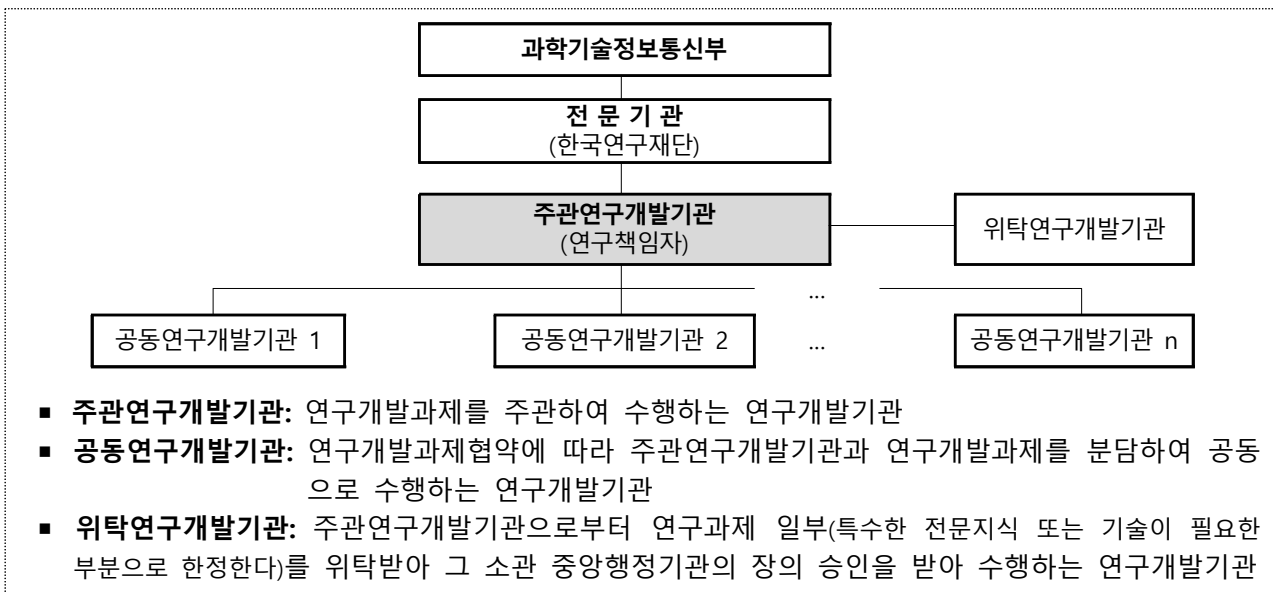 과학기술정보통신부
전 문 기 관
(한국연구재단)
주관연구개발기관
(연구책임자)
위탁연구개발기관
...
공동연구개발기관 1
공동연구개발기관 2
...
공동연구개발기관 n
▪ 주관연구개발기관: 연구개발과제를 주관하여 수행하는 연구개발기관
▪ 공동연구개발기관: 연구개발과제협약에 따라 주관연구개발기관과 연구개발과제를 분담하여 공동
으로 수행하는 연구개발기관
▪ 위탁연구개발기관: 주관연구개발기관으로부터 연구과제 일부(특수한 전문지식 또는 기술이 필요한
부분으로 한정한다)를 위탁받아 그 소관 중앙행정기관의 장의 승인을 받아 수행하는 연구개발기관